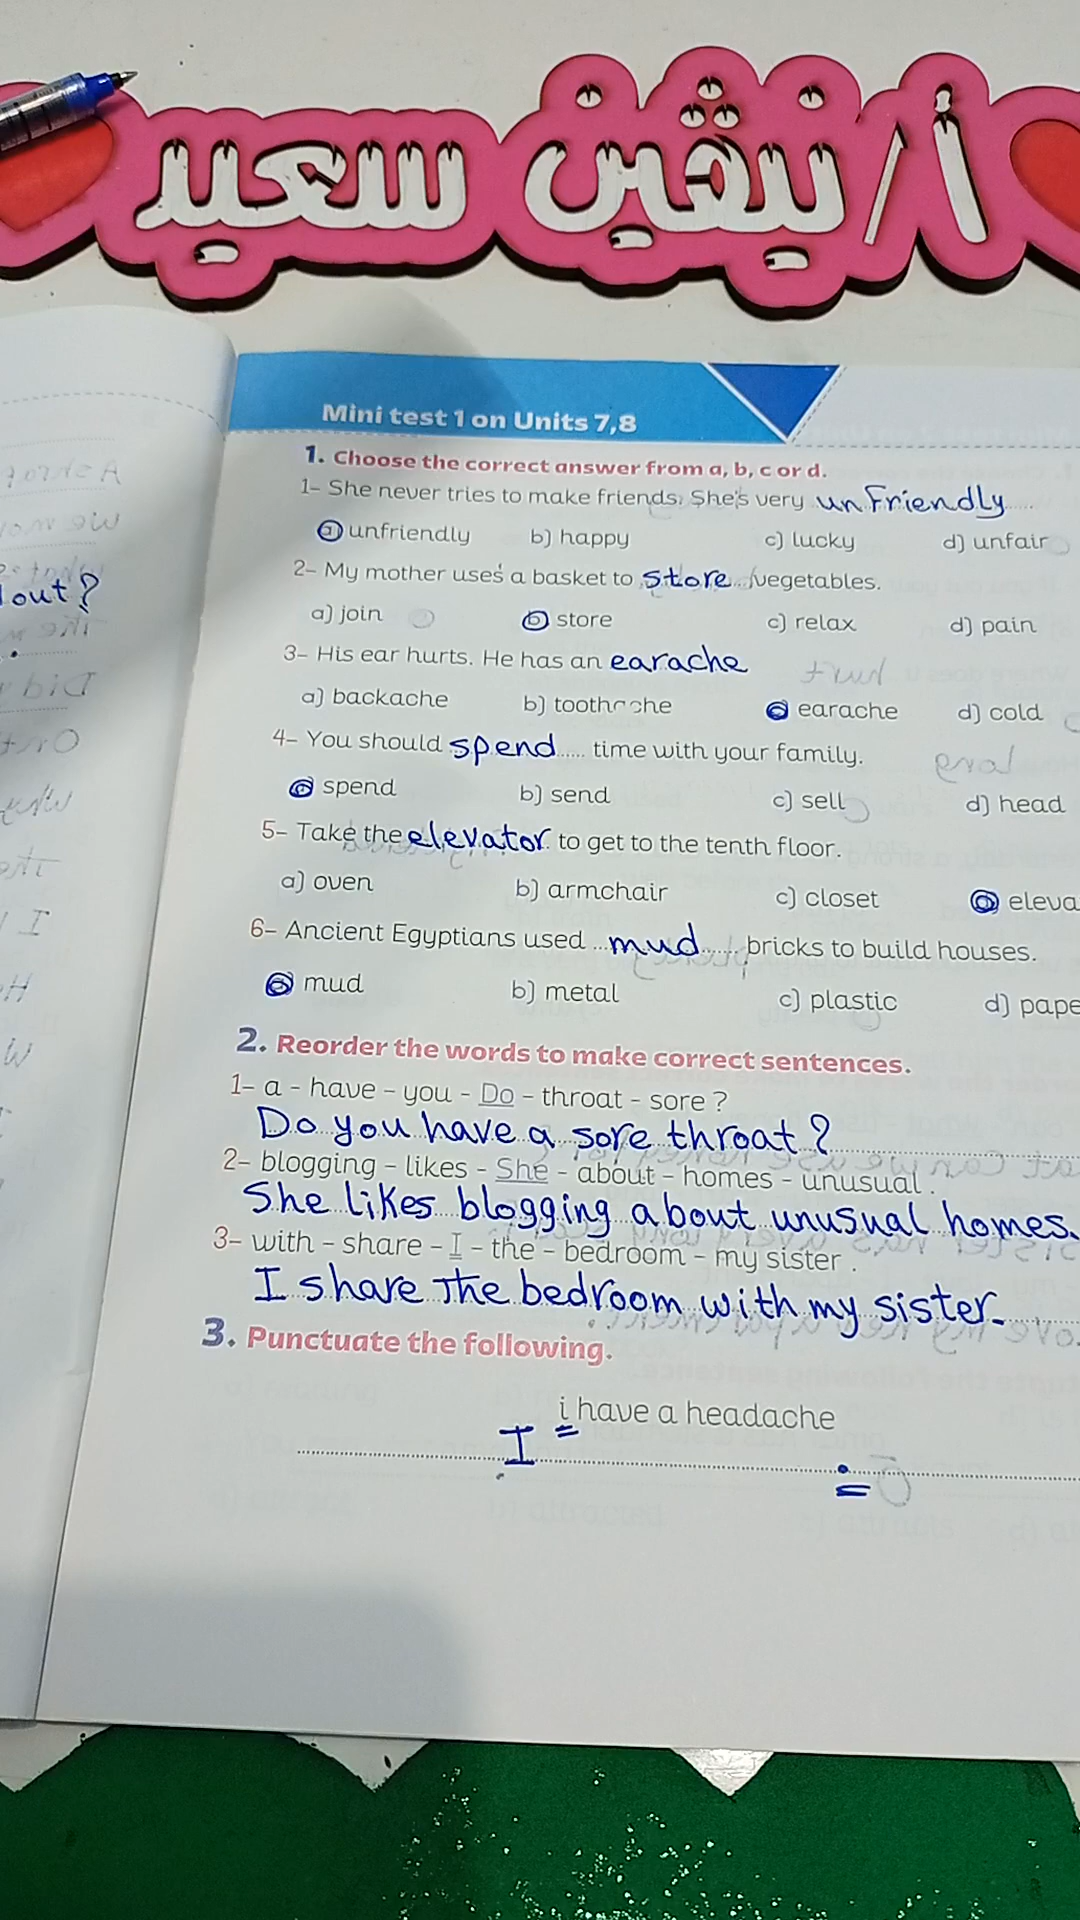 أ/ نيڤين سعيد
Mini test 1 on Units 7,8
1. Choose the correct answer from a, b, c or d.
1- She never tries to make friends. She's very unfriendly
a) unfriendly b) happy c) lucky d) unfair
2- My mother uses a basket to store vegetables.
a) join b) store c) relax d) pain
3- His ear hurts. He has an earache
a) backache b) toothache c) earache d) cold
4- You should spend time with your family.
a) spend b) send c) sell d) head
5- Take the elevator to get to the tenth floor.
a) oven b) armchair c) closet eleva
6- Ancient Egyptians used mud bricks to build houses.
mud b) metal c) plastic d) pape
2. Reorder the words to make correct sentences.
1- a - have - you - Do - throat - sore ?
Do you have a sore throat?
2- blogging - likes - She - about - homes - unusual .
She likes blogging about unusual homes.
3- with - share - I - the - bedroom - my sister .
I share the bedroom with my sister.
3. Punctuate the following.
i have a headache
I .
out?